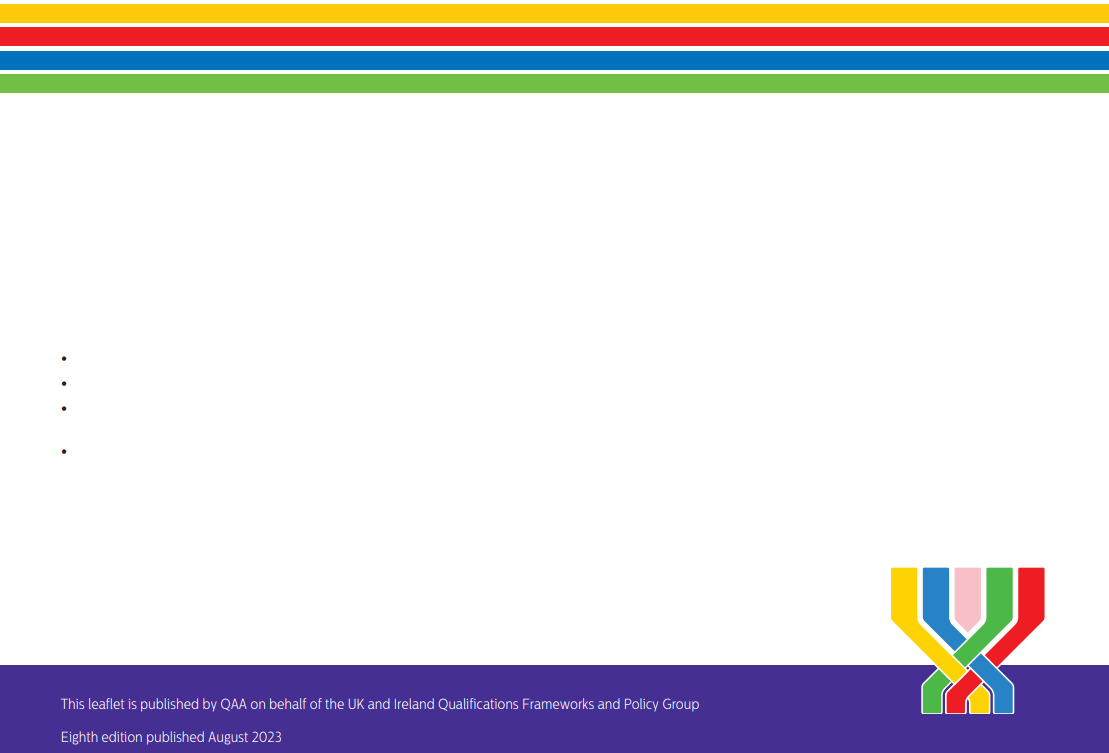 •
•
•
•
This leaflet is published by QAA on behalf of the UK and Ireland Qualifications Frameworks and Policy Group
Eighth edition published August 2023